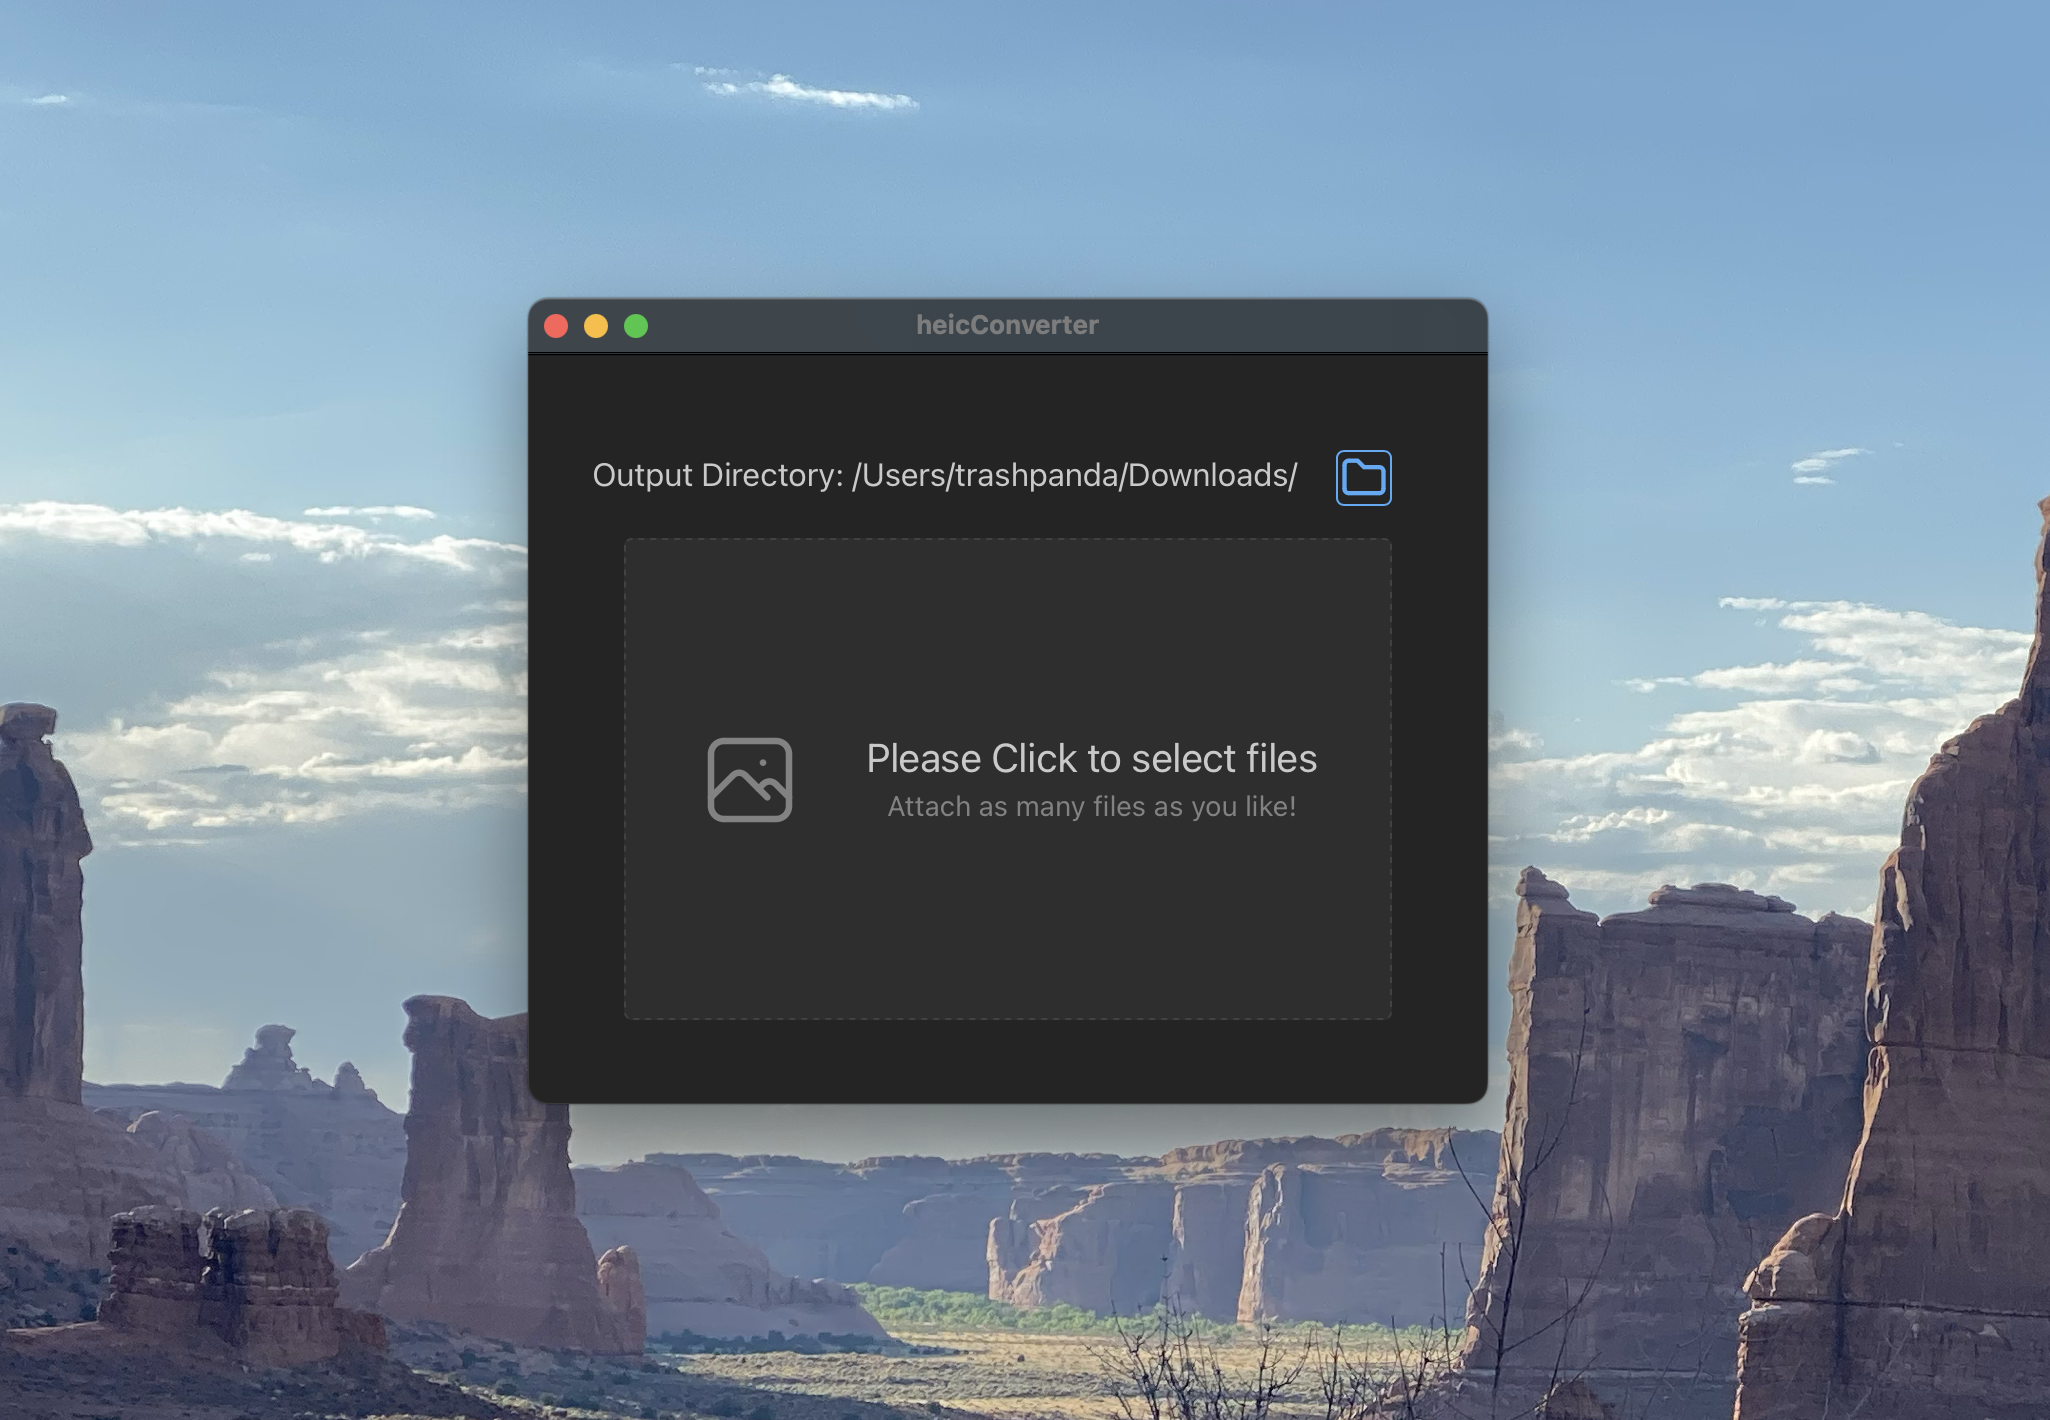 heicConverter
Output Directory: /Users/trashpanda/Downloads/
Please Click to select files
Attach as many files as you like!